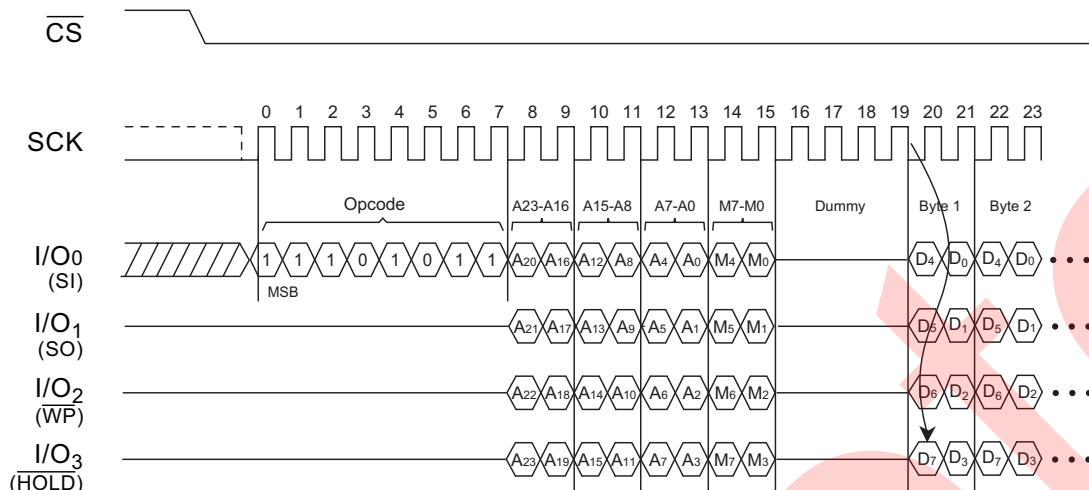 CS
SCK
0 1 2 3 4 5 6 7 8 9 10 11 12 13 14 15 16 17 18 19 20 21 22 23
Opcode A23-A16 A15-A8 A7-A0 M7-M0 Dummy Byte 1 Byte 2
I/O0 (SI)
1 1 1 0 1 0 1 1 A20 A16 A12 A8 A4 A0 M4 M0 D4 D0 D4 D0
MSB
I/O1 (SO)
A21 A17 A13 A9 A5 A1 M5 M1 D5 D1 D5 D1
I/O2 (WP)
A22 A18 A14 A10 A6 A2 M6 M2 D6 D2 D6 D2
I/O3 (HOLD)
A23 A19 A15 A11 A7 A3 M7 M3 D7 D3 D7 D3